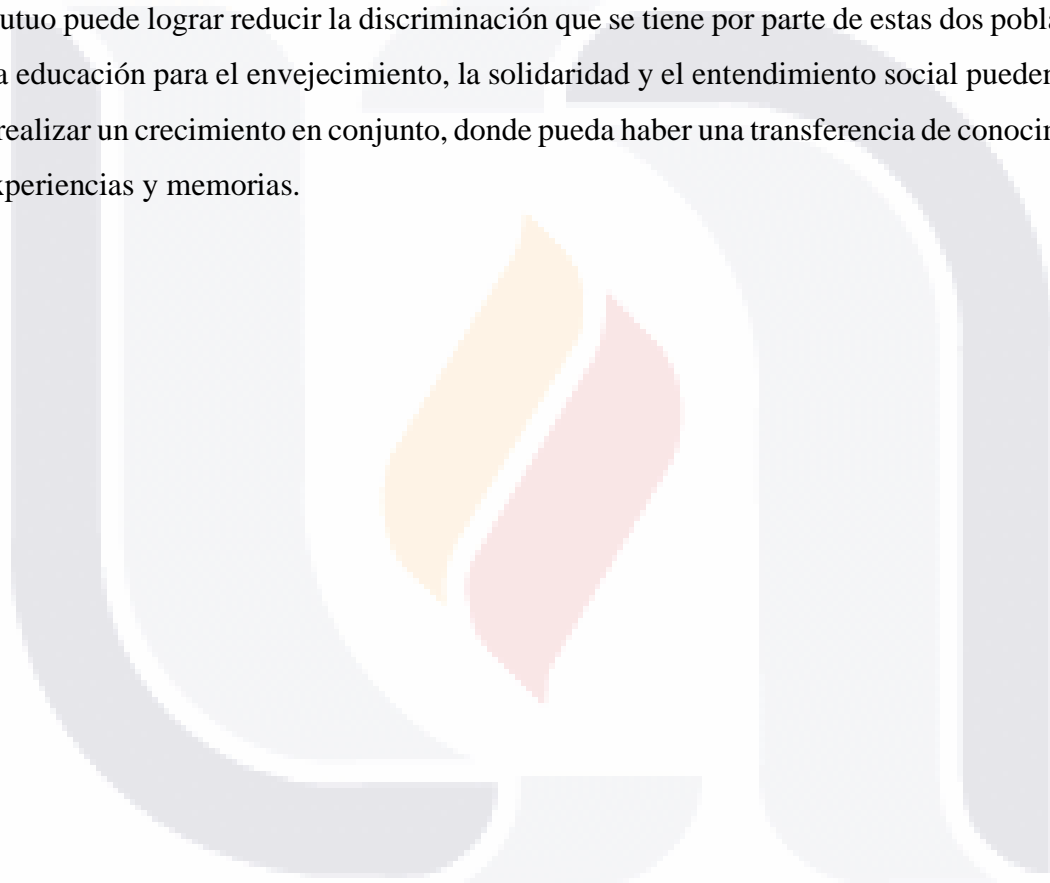 utuo puede lograr reducir la discriminación que se tiene por parte de estas dos pobla
a educación para el envejecimiento, la solidaridad y el entendimiento social pueden
realizar un crecimiento en conjunto, donde pueda haber una transferencia de conocin
xperiencias y memorias.